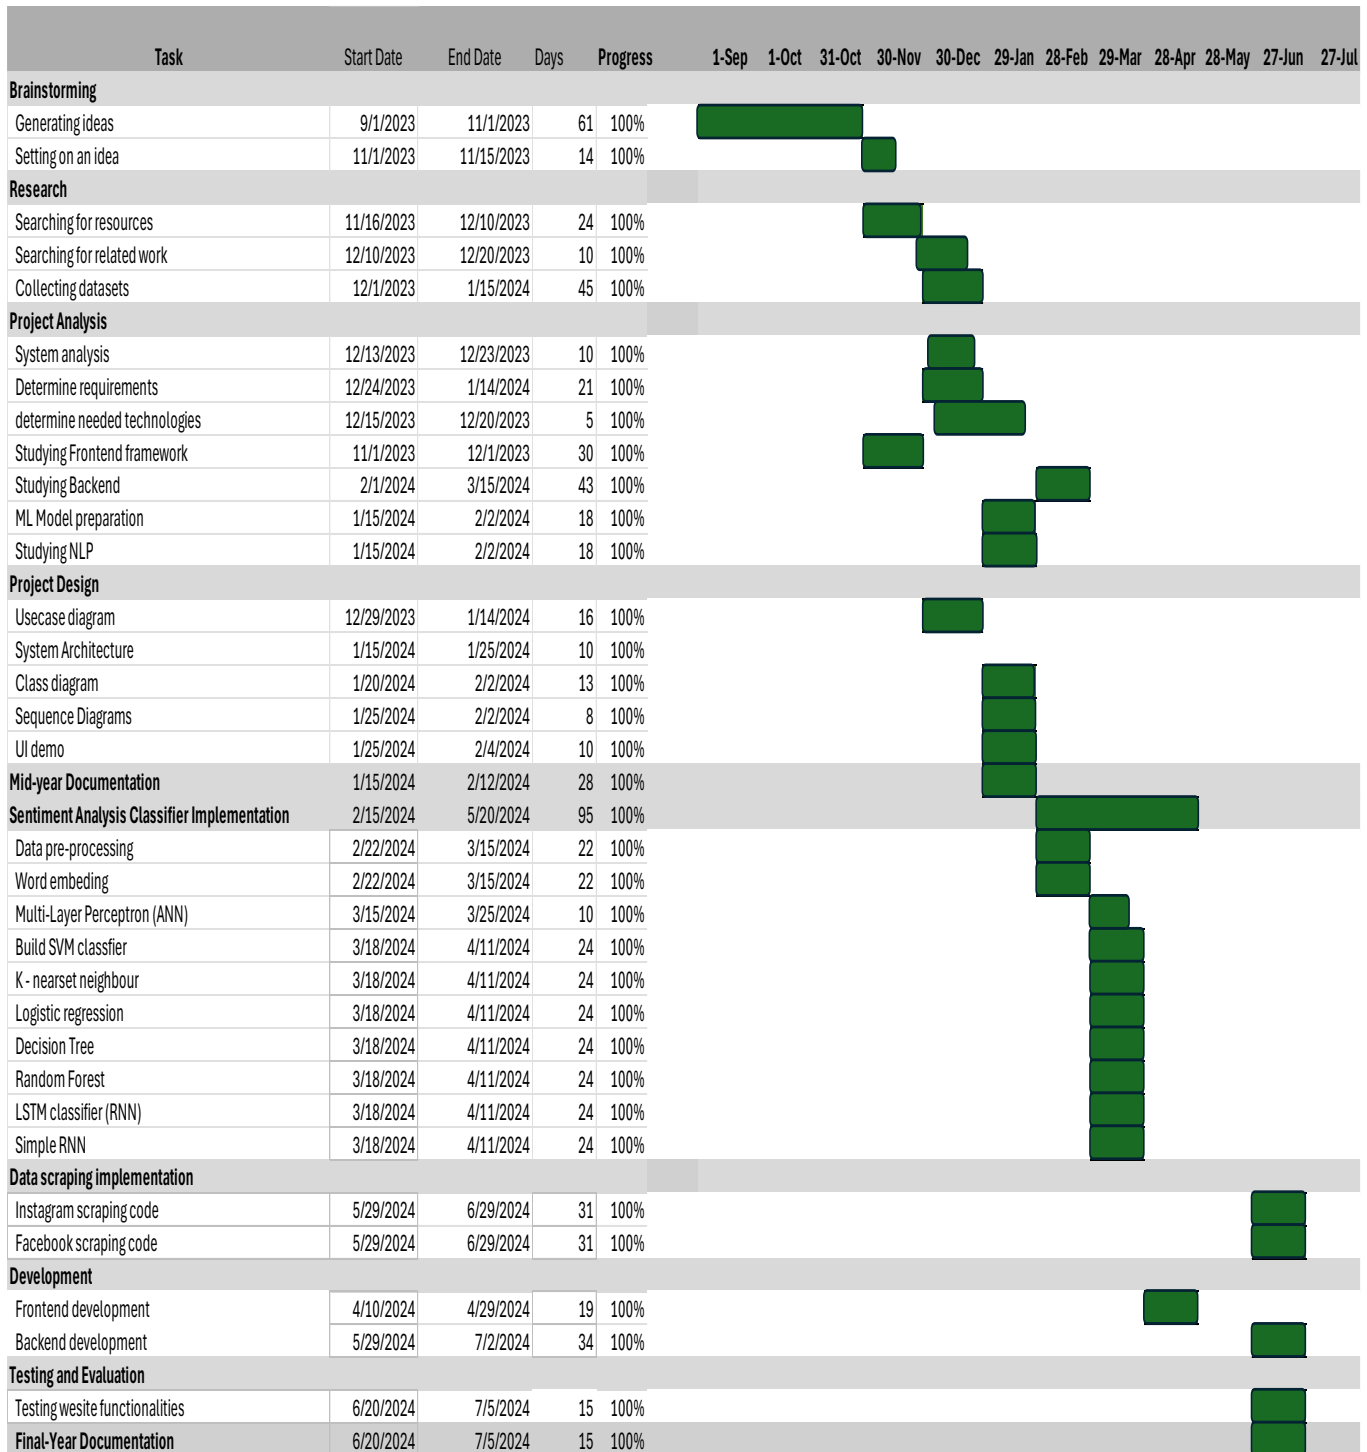 Task Start Date End Date Days Progress 1-Sep 1-Oct 31-Oct 30-Nov 30-Dec 29-Jan 28-Feb 29-Mar 28-Apr 28-May 27-Jun 27-Jul
Brainstorming
Generating ideas 9/1/2023 11/1/2023 61 100%
Setting on an idea 11/1/2023 11/15/2023 14 100%
Research
Searching for resources 11/16/2023 12/10/2023 24 100%
Searching for related work 12/10/2023 12/20/2023 10 100%
Collecting datasets 12/1/2023 1/15/2024 45 100%
Project Analysis
System analysis 12/13/2023 12/23/2023 10 100%
Determine requirements 12/24/2023 1/14/2024 21 100%
determine needed technologies 12/15/2023 12/20/2023 5 100%
Studying Frontend framework 11/1/2023 12/1/2023 30 100%
Studying Backend 2/1/2024 3/15/2024 43 100%
ML Model preparation 1/15/2024 2/2/2024 18 100%
Studying NLP 1/15/2024 2/2/2024 18 100%
Project Design
Usecase diagram 12/29/2023 1/14/2024 16 100%
System Architecture 1/15/2024 1/25/2024 10 100%
Class diagram 1/20/2024 2/2/2024 13 100%
Sequence Diagrams 1/25/2024 2/2/2024 8 100%
UI demo 1/25/2024 2/4/2024 10 100%
Mid-year Documentation 1/15/2024 2/12/2024 28 100%
Sentiment Analysis Classifier Implementation 2/15/2024 5/20/2024 95 100%
Data pre-processing 2/22/2024 3/15/2024 22 100%
Word embeding 2/22/2024 3/15/2024 22 100%
Multi-Layer Perceptron (ANN) 3/15/2024 3/25/2024 10 100%
Build SVM classfier 3/18/2024 4/11/2024 24 100%
K - nearset neighbour 3/18/2024 4/11/2024 24 100%
Logistic regression 3/18/2024 4/11/2024 24 100%
Decision Tree 3/18/2024 4/11/2024 24 100%
Random Forest 3/18/2024 4/11/2024 24 100%
LSTM classifier (RNN) 3/18/2024 4/11/2024 24 100%
Simple RNN 3/18/2024 4/11/2024 24 100%
Data scraping implementation
Instagram scraping code 5/29/2024 6/29/2024 31 100%
Facebook scraping code 5/29/2024 6/29/2024 31 100%
Development
Frontend development 4/10/2024 4/29/2024 19 100%
Backend development 5/29/2024 7/2/2024 34 100%
Testing and Evaluation
Testing wesite functionalities 6/20/2024 7/5/2024 15 100%
Final-Year Documentation 6/20/2024 7/5/2024 15 100%